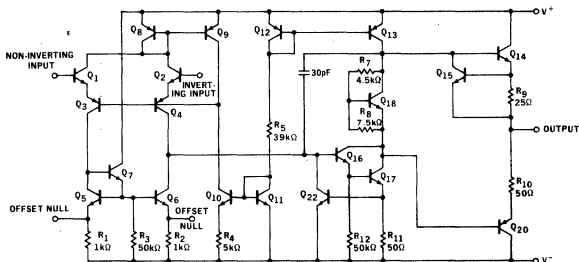 V+
Q8
Q9
Q12
Q13
Q14
NON-INVERTING
INPUT
Q1
Q2
INVERT-
ING INPUT
30pF
R7
4.5kΩ
Q15
R9
25Ω
Q18
R8
7.5kΩ
Q3
Q4
R5
39kΩ
OUTPUT
Q7
Q16
Q17
R10
50Ω
Q5
Q6
Q10
Q11
Q22
OFFSET NULL
OFFSET
NULL
Q20
R1
1kΩ
R3
50kΩ
R2
1kΩ
R4
5kΩ
R12
50kΩ
R11
50Ω
V-